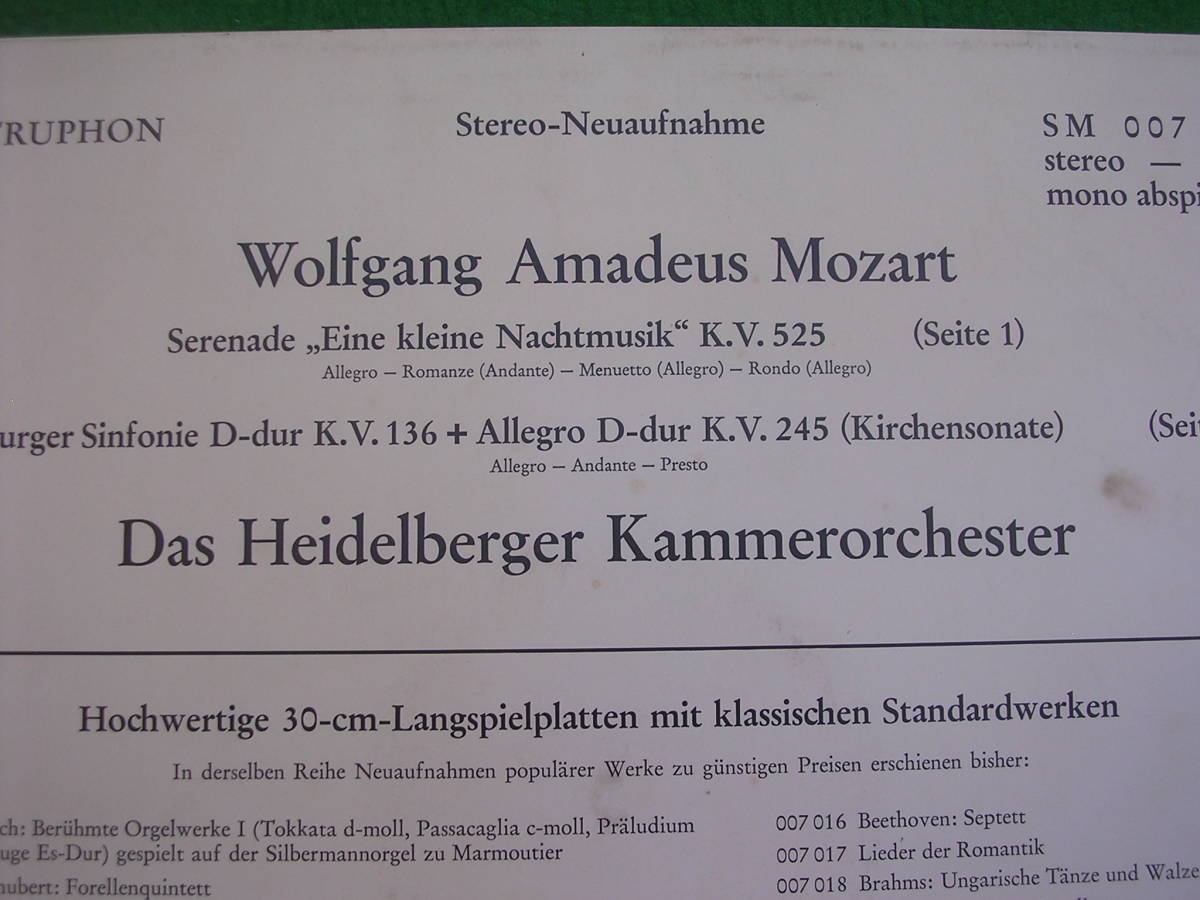 RUPHON
Stereo-Neuaufnahme
SM 007
stereo —
mono abspi
Wolfgang Amadeus Mozart
Serenade „Eine kleine Nachtmusik“ K.V. 525 (Seite 1)
Allegro — Romanze (Andante) — Menuetto (Allegro) — Rondo (Allegro)
urger Sinfonie D-dur K.V. 136 + Allegro D-dur K.V. 245 (Kirchensonate) (Sei
Allegro — Andante — Presto
Das Heidelberger Kammerorchester
Hochwertige 30-cm-Langspielplatten mit klassischen Standardwerken
In derselben Reihe Neuaufnahmen populärer Werke zu günstigen Preisen erschienen bisher:
ch: Berühmte Orgelwerke I (Tokkata d-moll, Passacaglia c-moll, Präludium
uge Es-Dur) gespielt auf der Silbermannorgel zu Marmoutier
hubert: Forellenquintett
007 016 Beethoven: Septett
007 017 Lieder der Romantik
007 018 Brahms: Ungarische Tänze und Walze